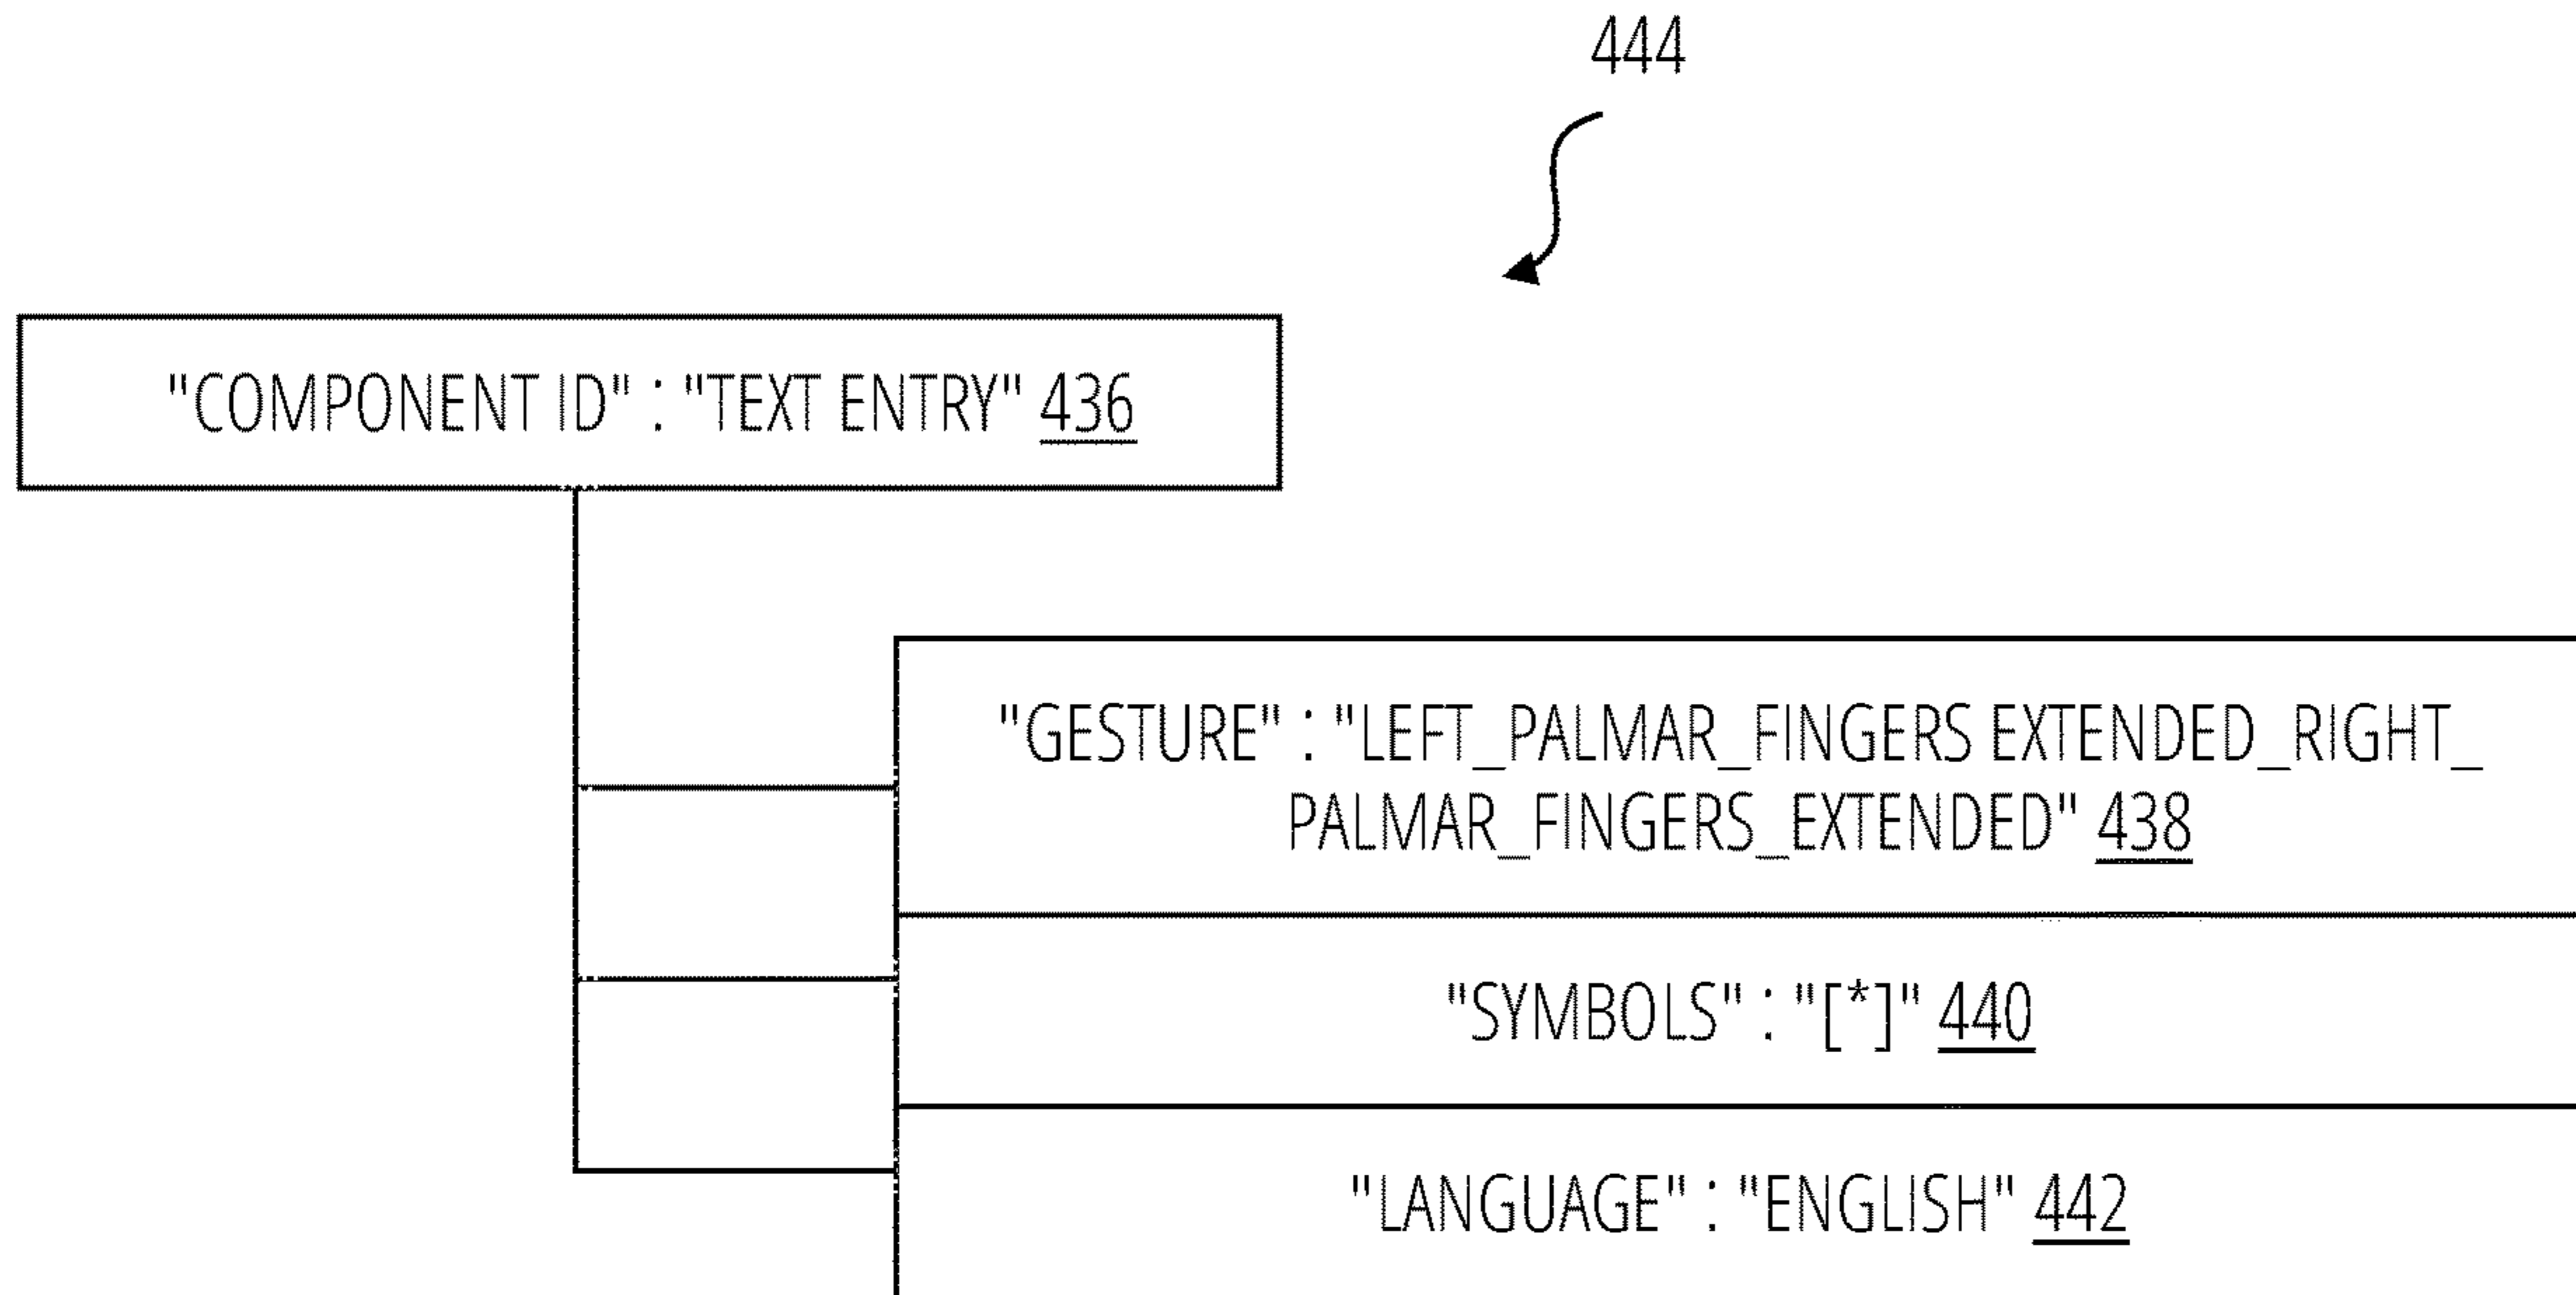 444
"COMPONENT ID" : "TEXT ENTRY" 436
"GESTURE" : "LEFT_PALMAR_FINGERS EXTENDED_RIGHT_
PALMAR_FINGERS_EXTENDED" 438
"SYMBOLS" : "[*]" 440
"LANGUAGE" : "ENGLISH" 442